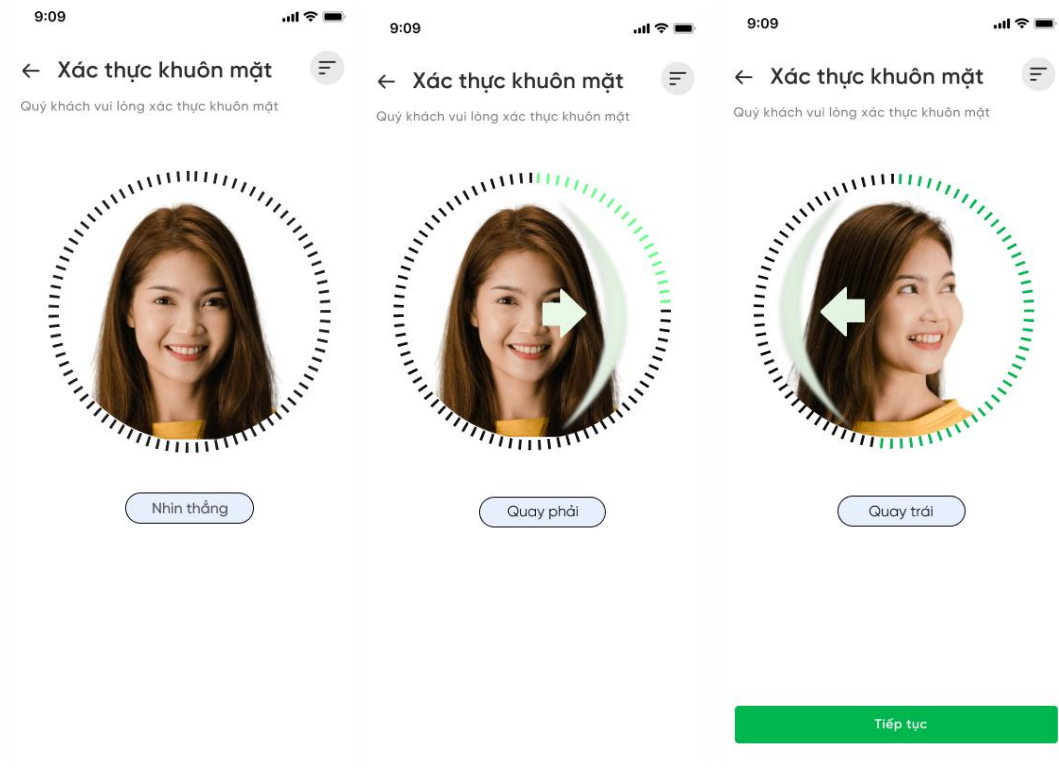 9:09
Xác thực khuôn mặt
Quý khách vui lòng xác thực khuôn mặt
Nhìn thẳng
9:09
Xác thực khuôn mặt
Quý khách vui lòng xác thực khuôn mặt
Quay phải
9:09
Xác thực khuôn mặt
Quý khách vui lòng xác thực khuôn mặt
Quay trái
Tiếp tục